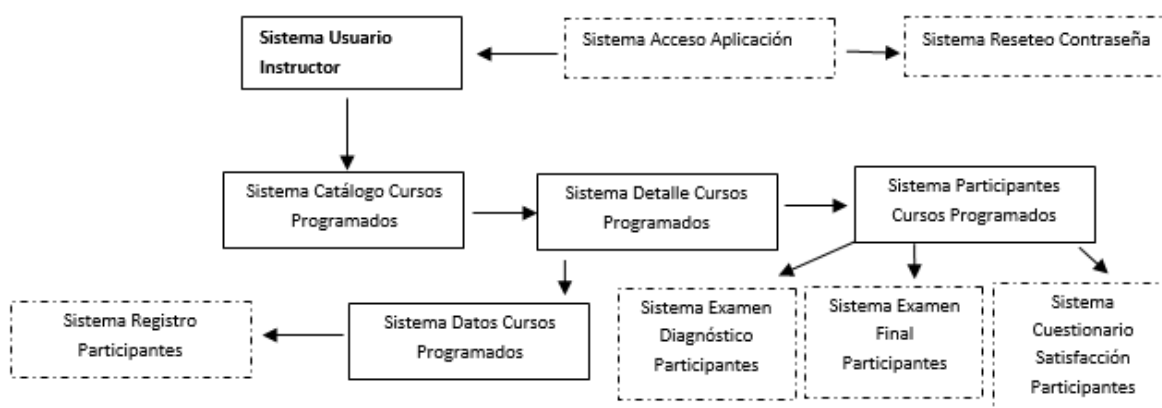 Sistema Usuario
Instructor
Sistema Acceso Aplicación
Sistema Reseteo Contraseña
Sistema Catálogo Cursos
Programados
Sistema Detalle Cursos
Programados
Sistema Participantes
Cursos Programados
Sistema Registro
Participantes
Sistema Datos Cursos
Programados
Sistema Examen
Diagnóstico
Participantes
Sistema Examen
Final
Participantes
Sistema
Cuestionario
Satisfacción
Participantes